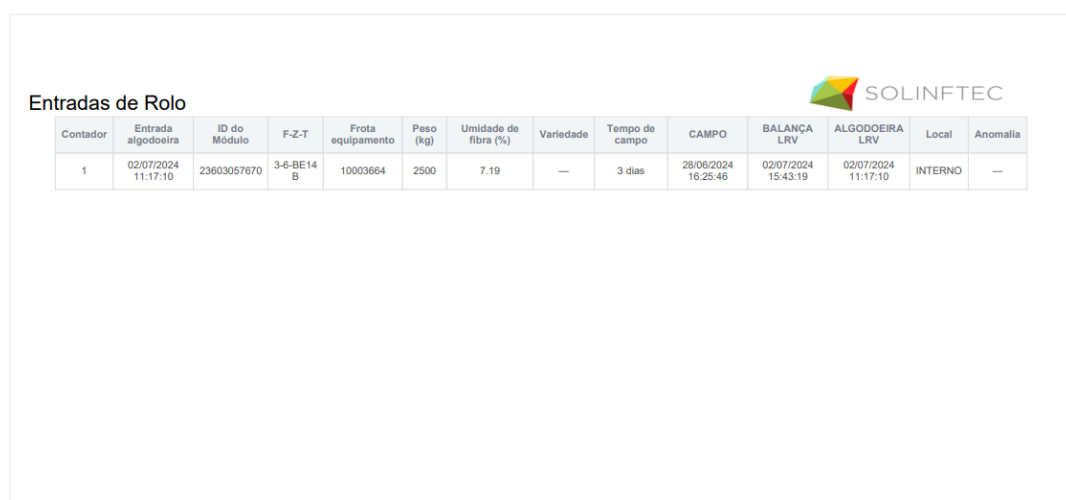 SOLINFTEC
Entradas de Rolo
Contador Entrada algodoeira ID do Módulo F-Z-T Frota equipamento Peso (kg) Umidade de fibra (%) Variedade Tempo de campo CAMPO BALANÇA LRV ALGODOEIRA LRV Local Anomalia
1 02/07/2024 11:17:10 23603057670 3-6-BE14B 10003664 2500 7.19 — 3 dias 28/06/2024 16:25:46 02/07/2024 15:43:19 02/07/2024 11:17:10 INTERNO —